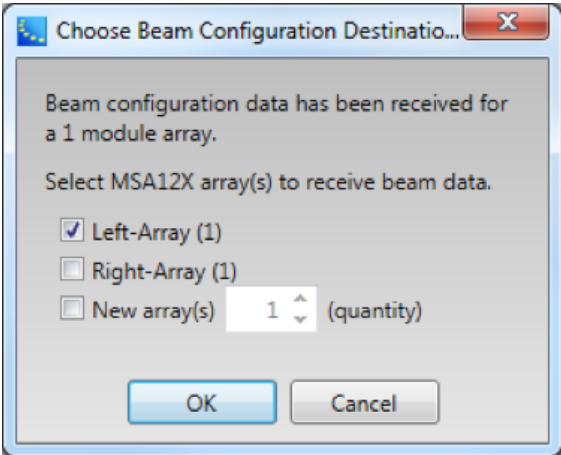 Choose Beam Configuration Destinatio...
Beam configuration data has been received for
a 1 module array.
Select MSA12X array(s) to receive beam data.
Left-Array (1)
Right-Array (1)
New array(s) 1 (quantity)
OK Cancel